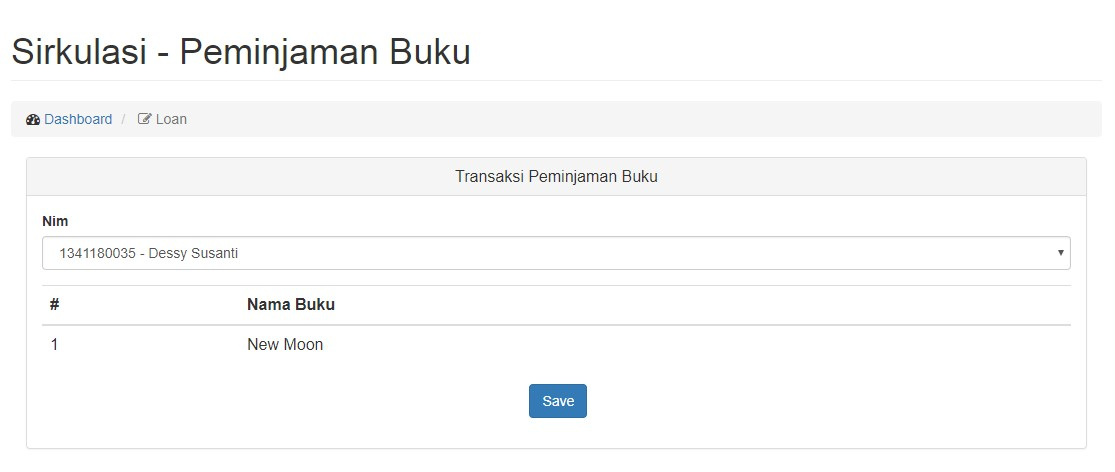 Sirkulasi - Peminjaman Buku
Dashboard / Loan
Transaksi Peminjaman Buku
Nim
1341180035 - Dessy Susanti
# Nama Buku
1 New Moon
Save